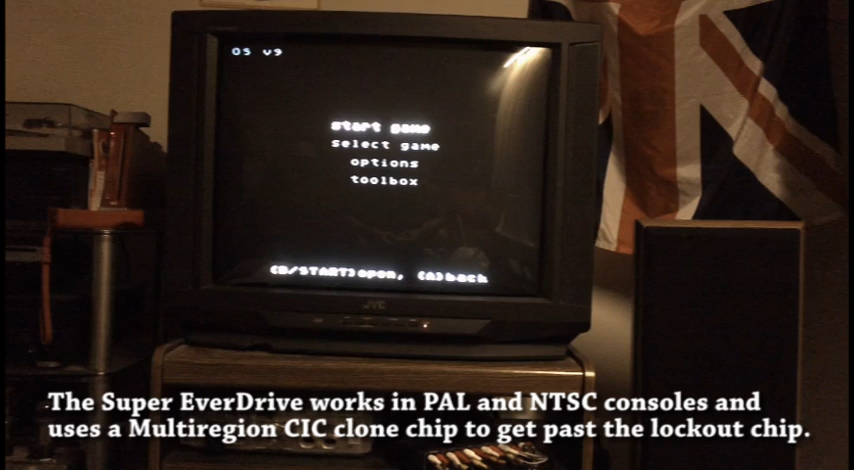 OS v9
start game
select game
options
toolbox
(B/START)open, (A)back
JVC
The Super EverDrive works in PAL and NTSC consoles and
uses a Multiregion CIC clone chip to get past the lockout chip.